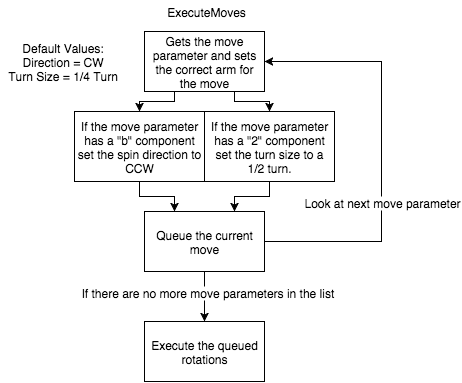 ExecuteMoves
Default Values:
Direction = CW
Turn Size = 1/4 Turn
Gets the move
parameter and sets
the correct arm for
the move
If the move parameter
has a "b" component
set the spin direction to
CCW
If the move parameter
has a "2" component
set the turn size to a
1/2 turn.
Look at next move parameter
Queue the current
move
If there are no more move parameters in the list
Execute the queued
rotations